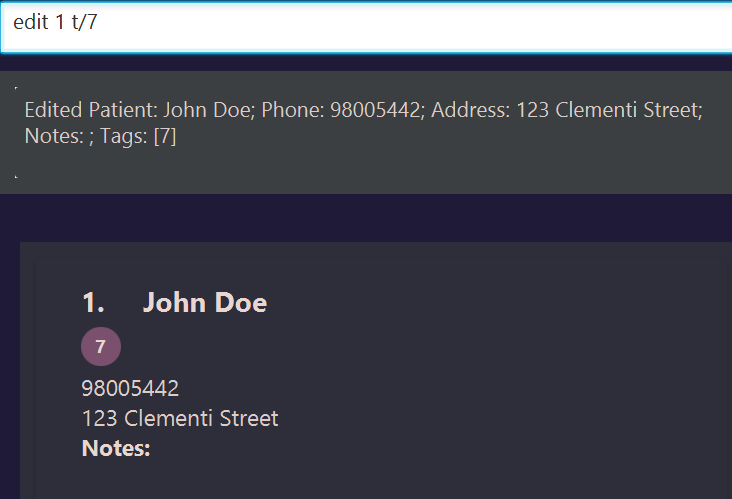 edit 1 t/7
Edited Patient: John Doe; Phone: 98005442; Address: 123 Clementi Street;
Notes: ; Tags: [7]
1. John Doe
7
98005442
123 Clementi Street
Notes: